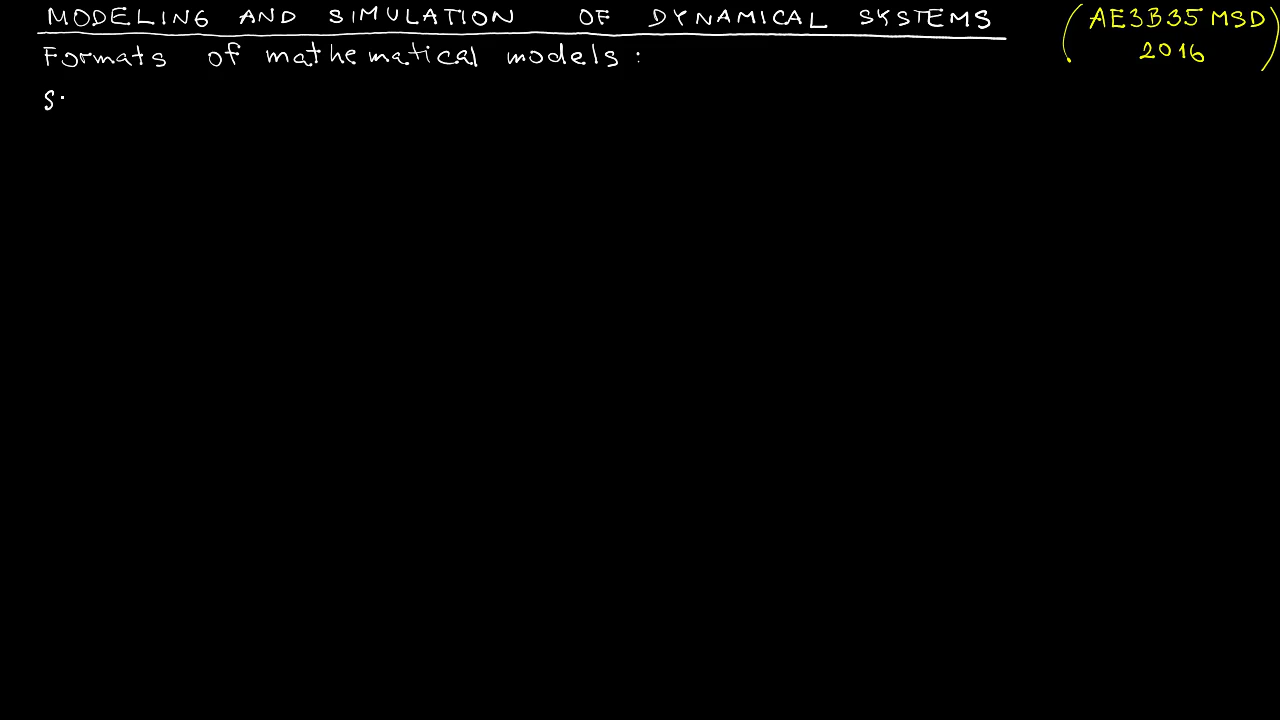 MODELING AND SIMULATION OF DYNAMICAL SYSTEMS
(AE3B35MSD
2016)
Formats of mathematical models:
s